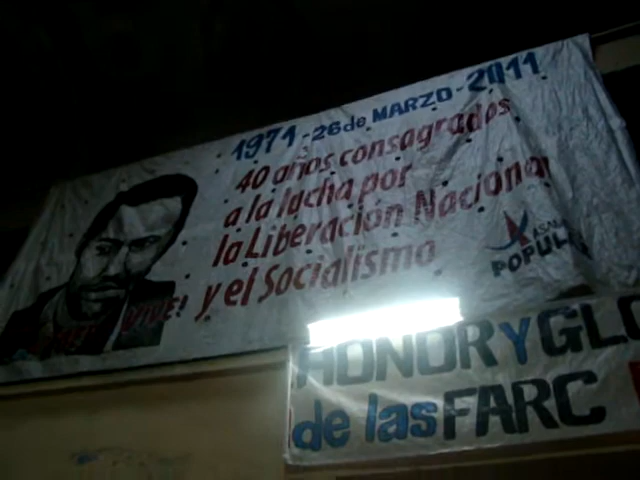 1971-26 de MARZO-2011
40 años consagrados
a la lucha por
la Liberación Nacional
y el Socialismo
VIVE!
POPUL
HONOR Y GLO
de las FARC